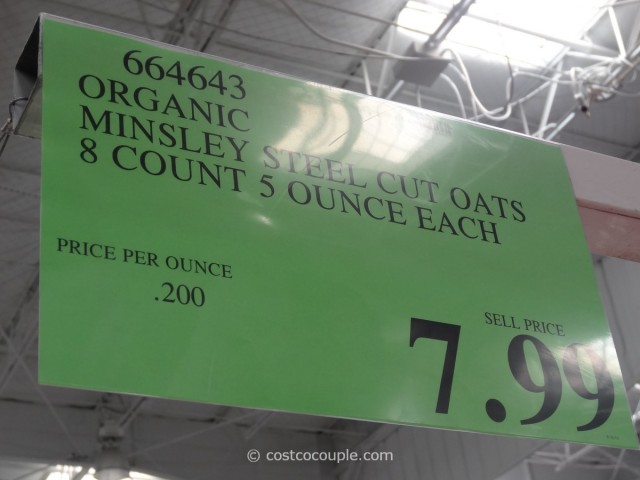 664643
ORGANIC
MINSLEY STEEL CUT OATS
8 COUNT 5 OUNCE EACH
PRICE PER OUNCE
.200
SELL PRICE
7.99
© costcocouple.com